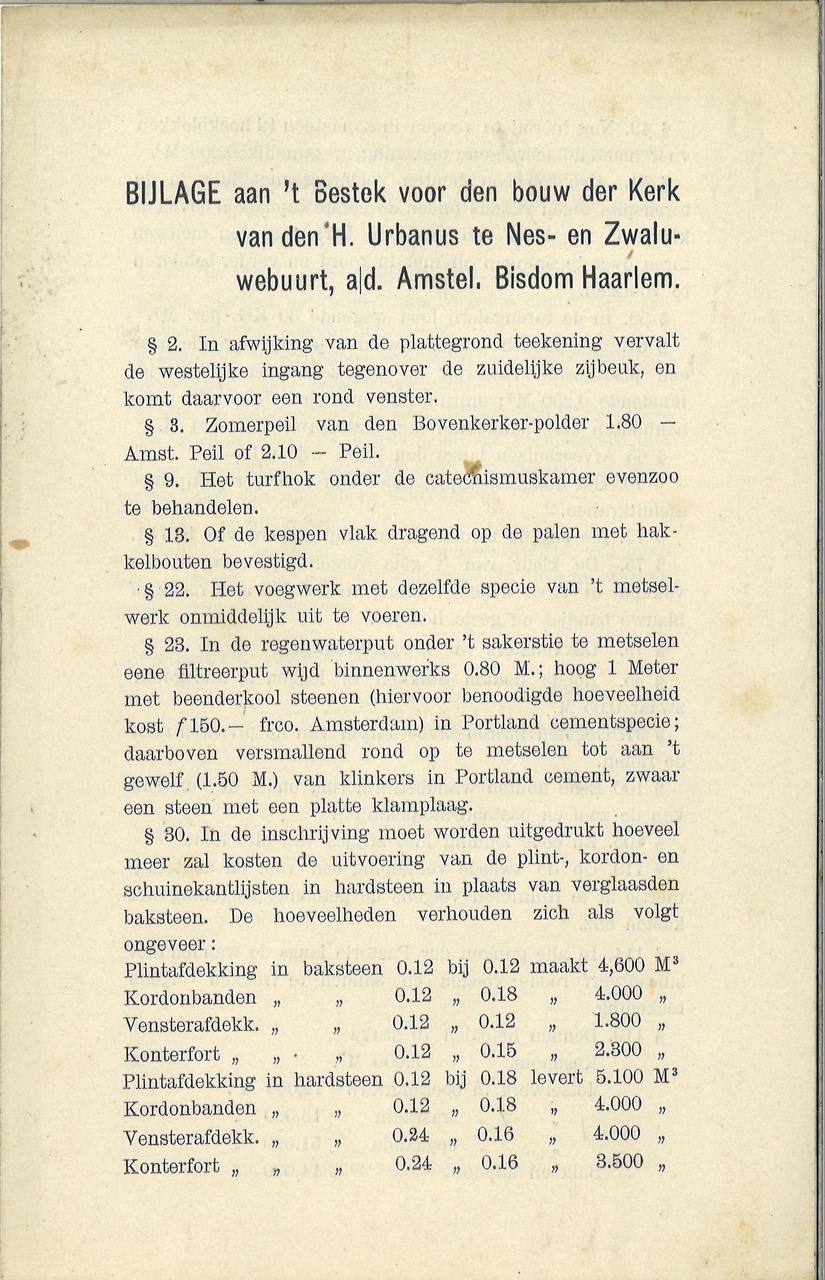 BIJLAGE aan 't Bestek voor den bouw der Kerk
van den H. Urbanus te Nes- en Zwalu-
webuurt, a|d. Amstel. Bisdom Haarlem.
§ 2. In afwijking van de plattegrond teekening vervalt
de westelijke ingang tegenover de zuidelijke zijbeuk, en
komt daarvoor een rond venster.
§ 3. Zomerpeil van den Bovenkerker-polder 1.80 —
Amst. Peil of 2.10 — Peil.
§ 9. Het turfhok onder de catechismuskamer evenzoo
te behandelen.
§ 13. Of de kespen vlak dragend op de palen met hak-
kelbouten bevestigd.
§ 22. Het voegwerk met dezelfde specie van 't metsel-
werk onmiddelijk uit te voeren.
§ 23. In de regenwaterput onder 't sakerstie te metselen
eene filtreerput wijd binnenwerks 0.80 M.; hoog 1 Meter
met beenderkool steenen (hiervoor benoodigde hoeveelheid
kost ƒ 150.— frco. Amsterdam) in Portland cementspecie;
daarboven versmallend rond op te metselen tot aan 't
gewelf (1.50 M.) van klinkers in Portland cement, zwaar
een steen met een platte klamplaag.
§ 30. In de inschrijving moet worden uitgedrukt hoeveel
meer zal kosten de uitvoering van de plint-, kordon- en
schuinekantlijsten in hardsteen in plaats van verglaasden
baksteen. De hoeveelheden verhouden zich als volgt
ongeveer:
Plintafdekking in baksteen 0.12 bij 0.12 maakt 4,600 M³
Kordonbanden „ „ 0.12 „ 0.18 „ 4.000 „
Vensterafdekk. „ „ 0.12 „ 0.12 „ 1.800 „
Konterfort „ „ „ 0.12 „ 0.15 „ 2.300 „
Plintafdekking in hardsteen 0.12 bij 0.18 levert 5.100 M³
Kordonbanden „ „ 0.12 „ 0.18 „ 4.000 „
Vensterafdekk. „ „ 0.24 „ 0.16 „ 4.000 „
Konterfort „ „ „ 0.24 „ 0.16 „ 3.500 „